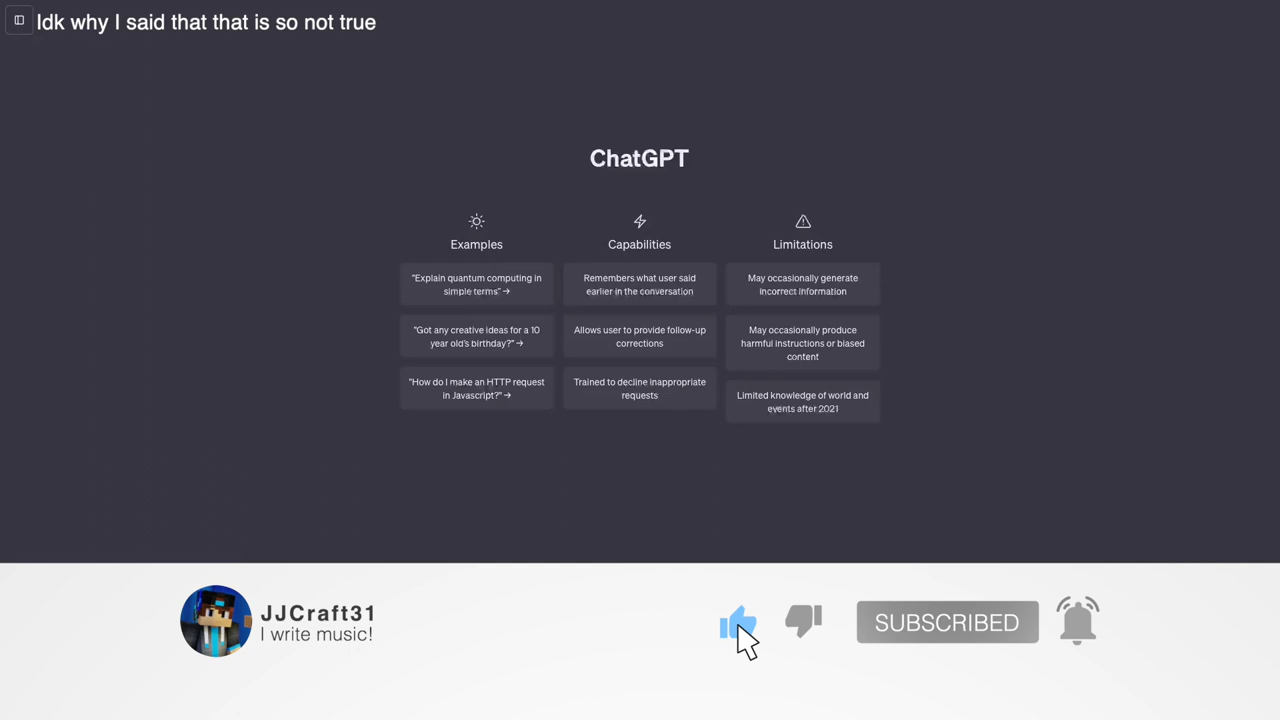 Idk why I said that that is so not true
ChatGPT
Examples
"Explain quantum computing in
simple terms" →
"Got any creative ideas for a 10
year old's birthday?" →
"How do I make an HTTP request
in Javascript?" →
Capabilities
Remembers what user said
earlier in the conversation
Allows user to provide follow-up
corrections
Trained to decline inappropriate
requests
Limitations
May occasionally generate
incorrect information
May occasionally produce
harmful instructions or biased
content
Limited knowledge of world and
events after 2021
JJCraft31
I write music!
SUBSCRIBED